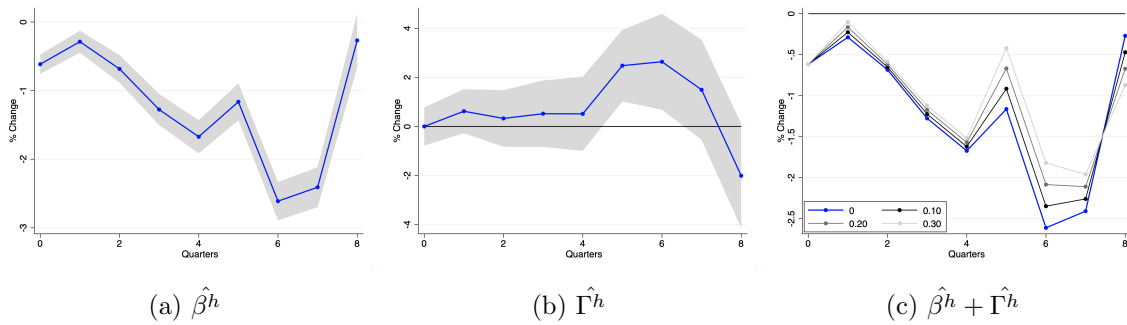 0
-1
-2
-3
% Change
0 2 4 6 8
Quarters
(a) β̂ʰ
4
2
0
-2
-4
% Change
0 2 4 6 8
Quarters
(b) Γ̂ʰ
0
-.5
-1
-1.5
-2
-2.5
% Change
0 0.10
0.20 0.30
0 2 4 6 8
Quarters
(c) β̂ʰ + Γ̂ʰ